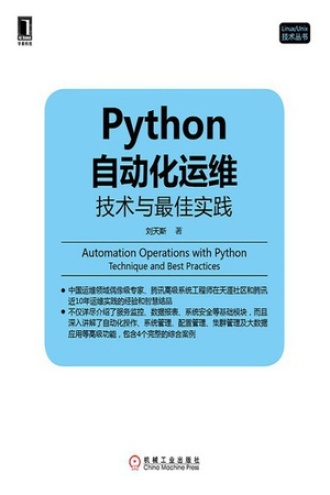 Linux/Unix
技术丛书
华章科技
Python
自动化运维
技术与最佳实践
刘天斯 著
Automation Operations with Python
Technique and Best Practices
中国运维领域偶像级专家、腾讯高级系统工程师在天涯社区和腾讯
近10年运维实践的经验和智慧结晶
不仅详尽介绍了服务监控、数据报表、系统安全等基础模块，而且
深入讲解了自动化操作、系统管理、配置管理、集群管理及大数据
应用等高级功能，包含4个完整的综合案例
机械工业出版社
China Machine Press